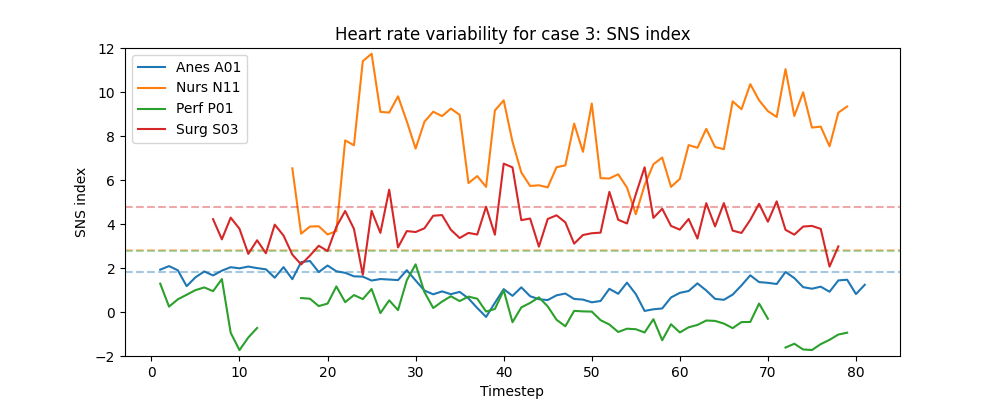 Heart rate variability for case 3: SNS index
Anes A01
Nurs N11
Perf P01
Surg S03
SNS index
12
10
8
6
4
2
0
−2
0 10 20 30 40 50 60 70 80
Timestep